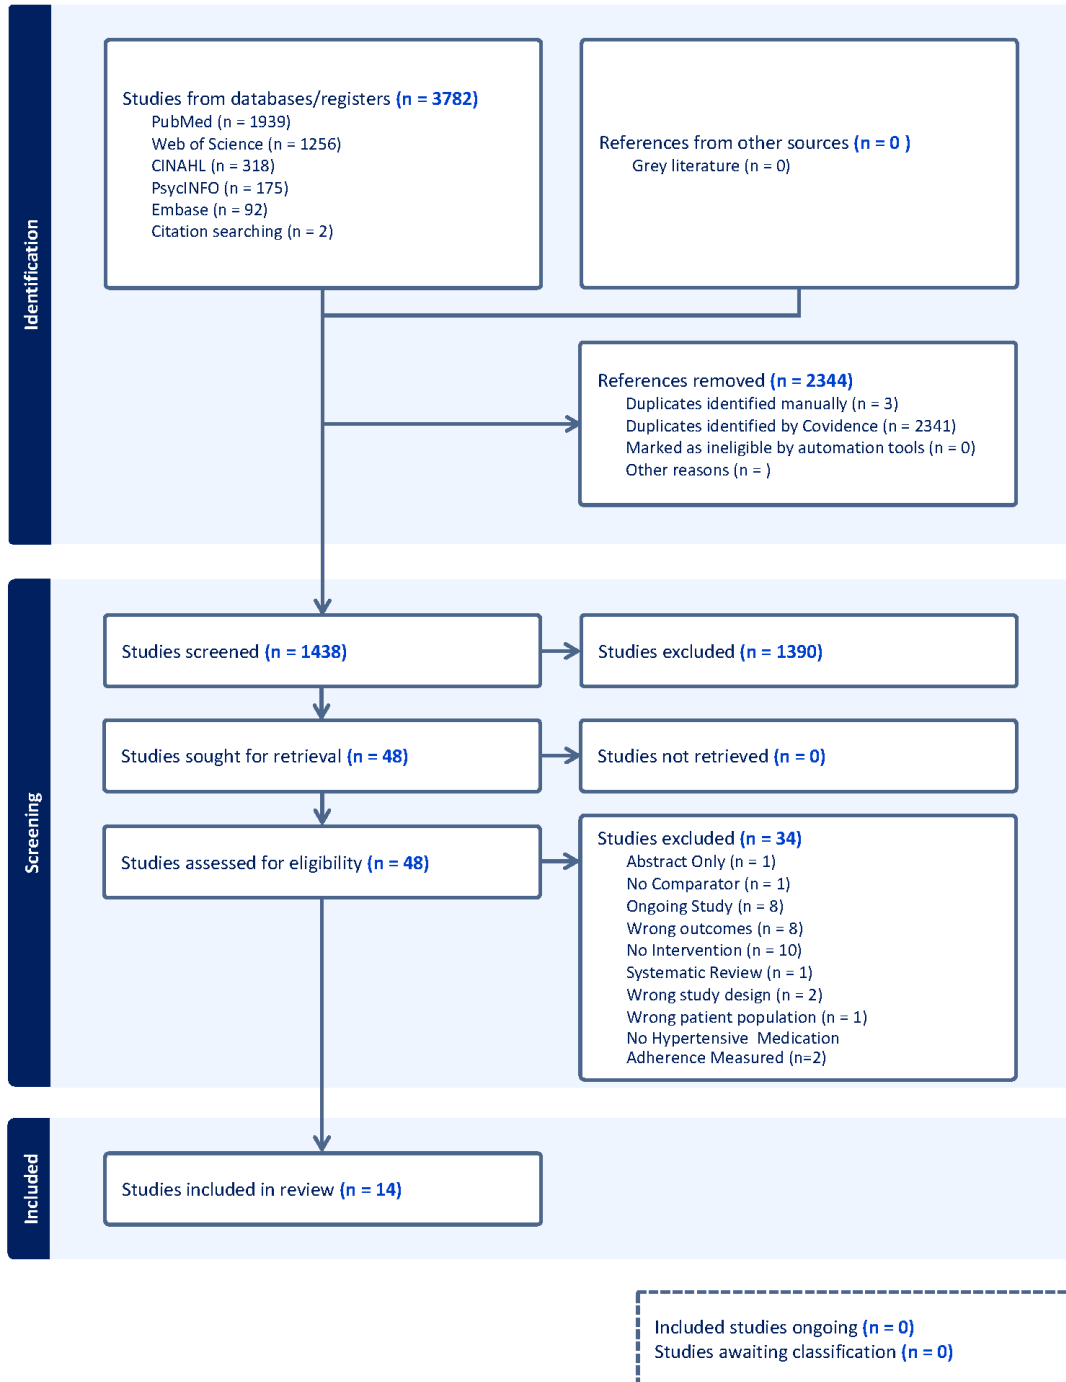 Identification
Studies from databases/registers (n = 3782)
PubMed (n = 1939)
Web of Science (n = 1256)
CINAHL (n = 318)
PsycINFO (n = 175)
Embase (n = 92)
Citation searching (n = 2)
References from other sources (n = 0 )
Grey literature (n = 0)
References removed (n = 2344)
Duplicates identified manually (n = 3)
Duplicates identified by Covidence (n = 2341)
Marked as ineligible by automation tools (n = 0)
Other reasons (n = )
Screening
Studies screened (n = 1438)
Studies excluded (n = 1390)
Studies sought for retrieval (n = 48)
Studies not retrieved (n = 0)
Studies assessed for eligibility (n = 48)
Studies excluded (n = 34)
Abstract Only (n = 1)
No Comparator (n = 1)
Ongoing Study (n = 8)
Wrong outcomes (n = 8)
No Intervention (n = 10)
Systematic Review (n = 1)
Wrong study design (n = 2)
Wrong patient population (n = 1)
No Hypertensive  Medication
Adherence Measured (n=2)
Included
Studies included in review (n = 14)
Included studies ongoing (n = 0)
Studies awaiting classification (n = 0)